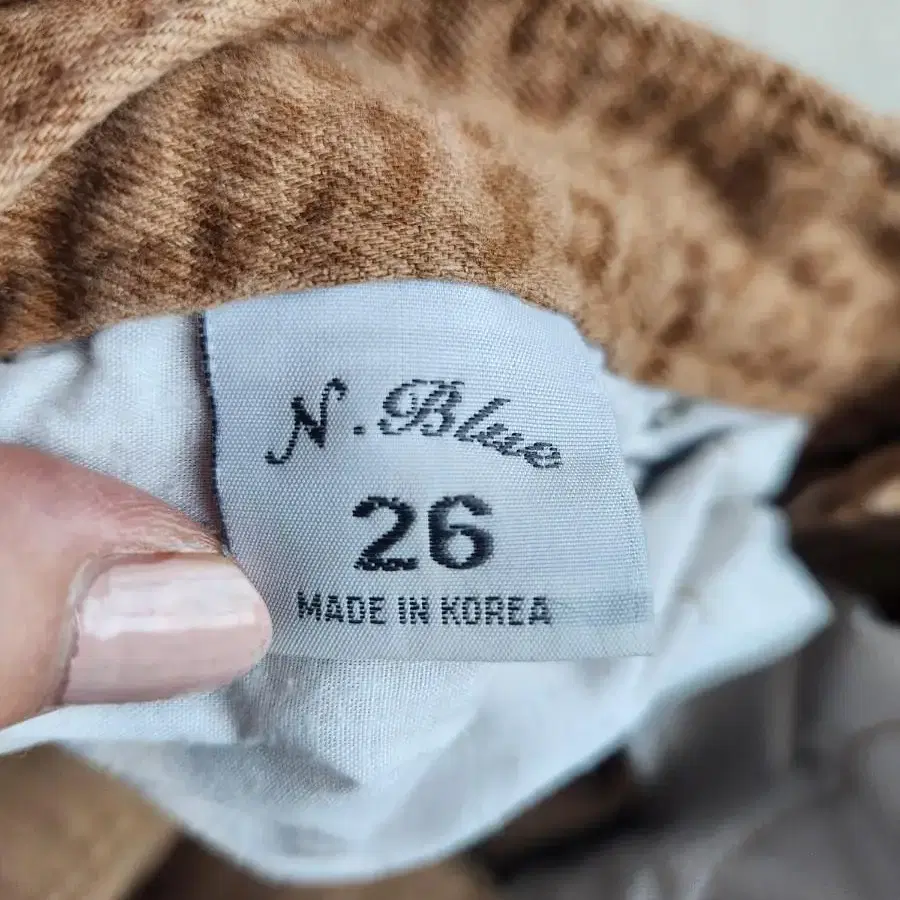 N. Blue
26
MADE IN KOREA